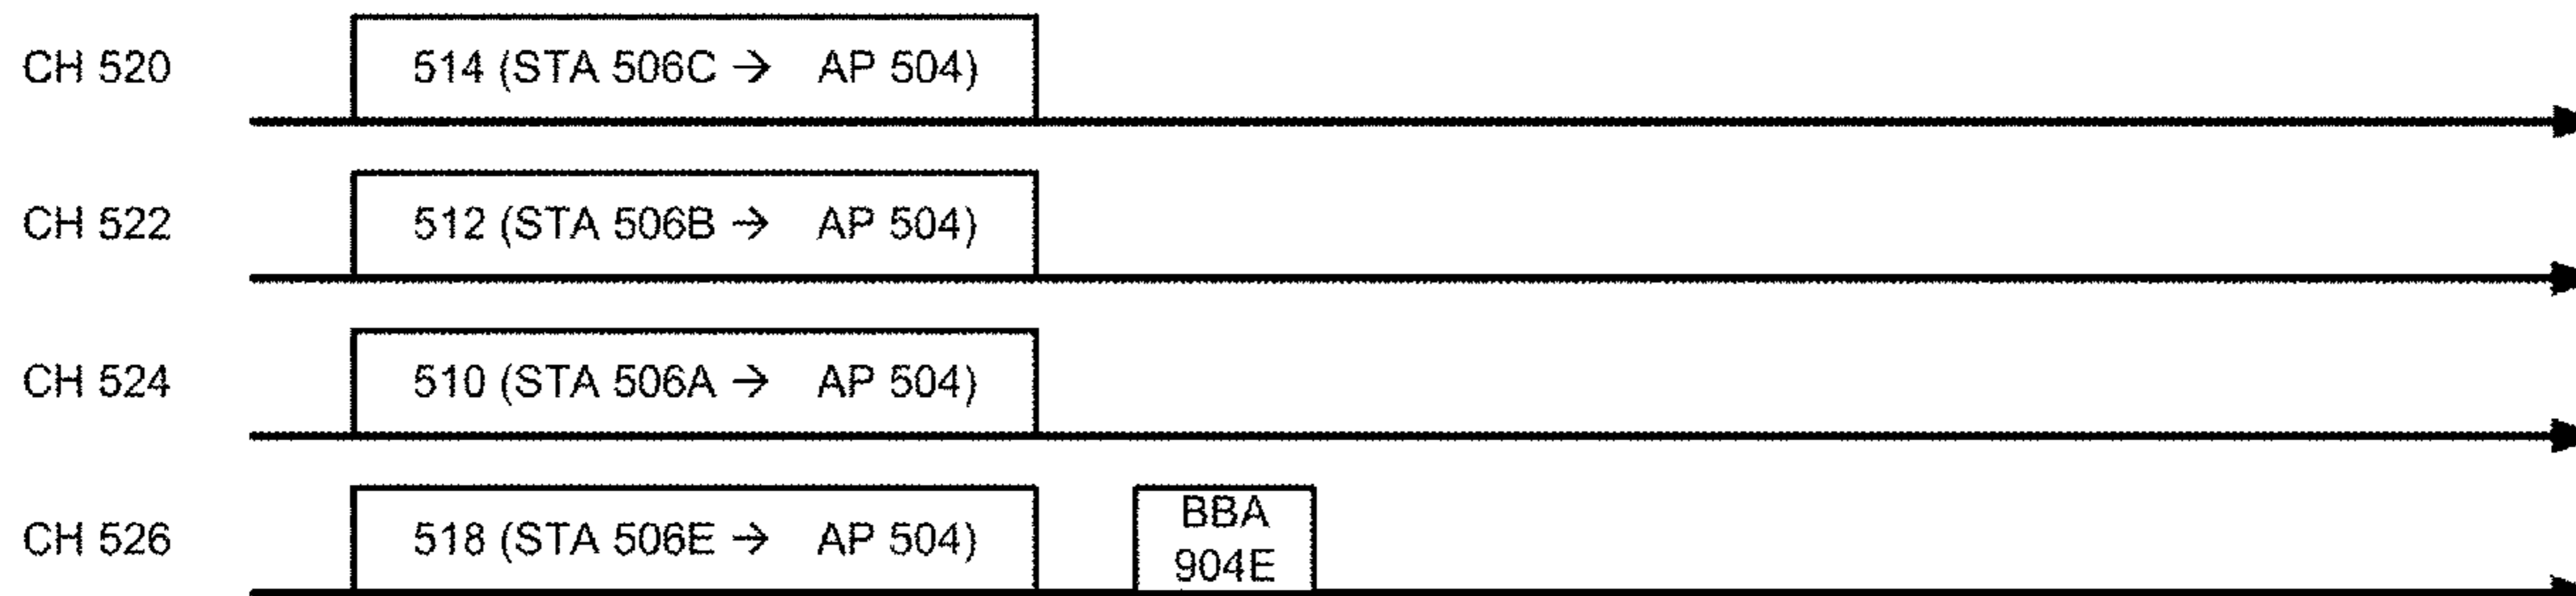 CH 520 514 (STA 506C → AP 504)
CH 522 512 (STA 506B → AP 504)
CH 524 510 (STA 506A → AP 504)
CH 526 518 (STA 506E → AP 504) BBA
904E